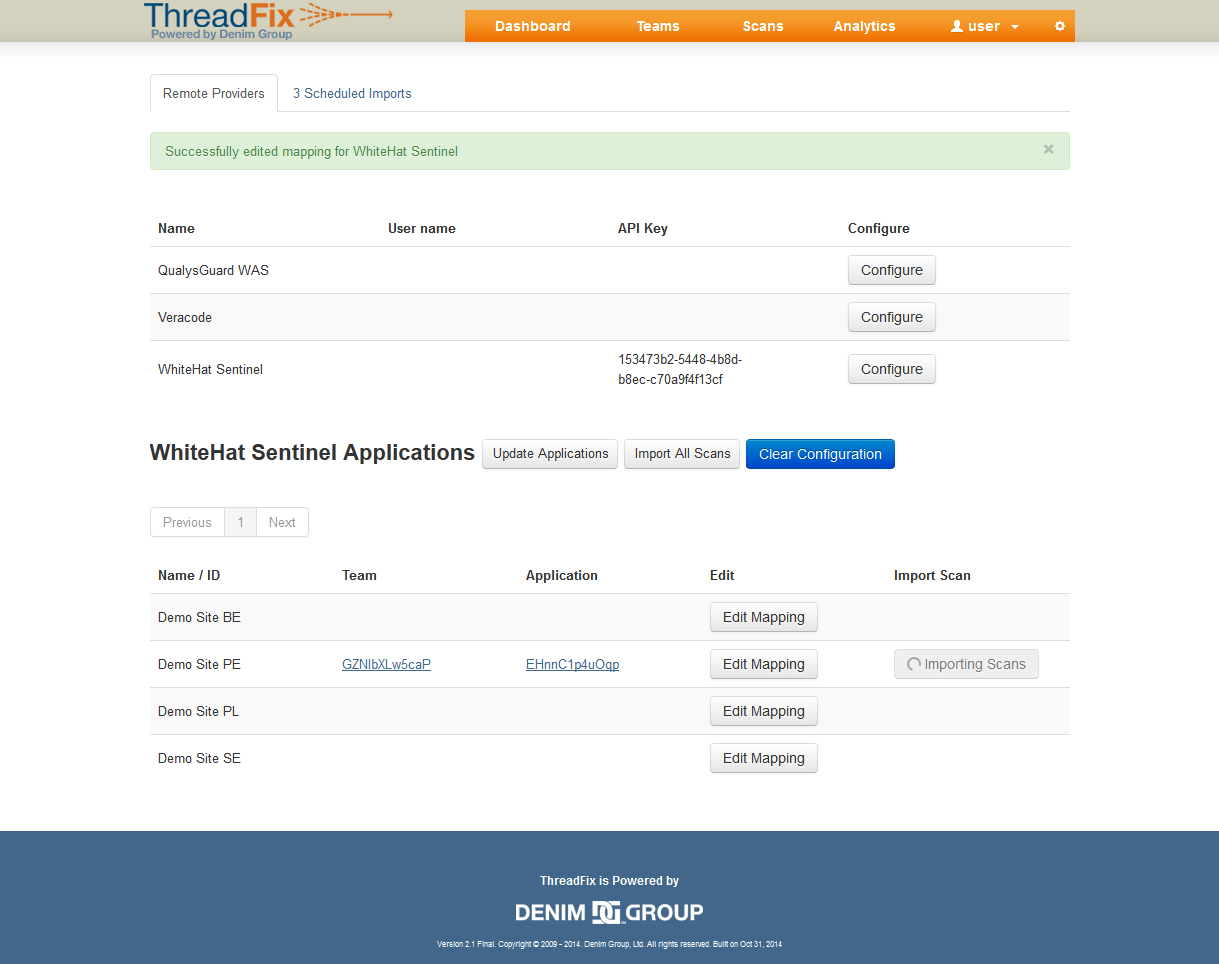 ThreadFix
Powered by Denim Group
Dashboard Teams Scans Analytics user
Remote Providers 3 Scheduled Imports
Successfully edited mapping for WhiteHat Sentinel ×
Name User name API Key Configure
QualysGuard WAS Configure
Veracode Configure
WhiteHat Sentinel 153473b2-5448-4b8d-
b8ec-c70a9f4f13cf Configure
WhiteHat Sentinel Applications Update Applications Import All Scans Clear Configuration
Previous 1 Next
Name / ID Team Application Edit Import Scan
Demo Site BE Edit Mapping
Demo Site PE GZNlbXLw5caP EHnnC1p4uOqp Edit Mapping Importing Scans
Demo Site PL Edit Mapping
Demo Site SE Edit Mapping
ThreadFix is Powered by
DENIM DG GROUP
Version 2.1 Final. Copyright © 2009 - 2014. Denim Group, Ltd. All rights reserved. Built on Oct 31, 2014